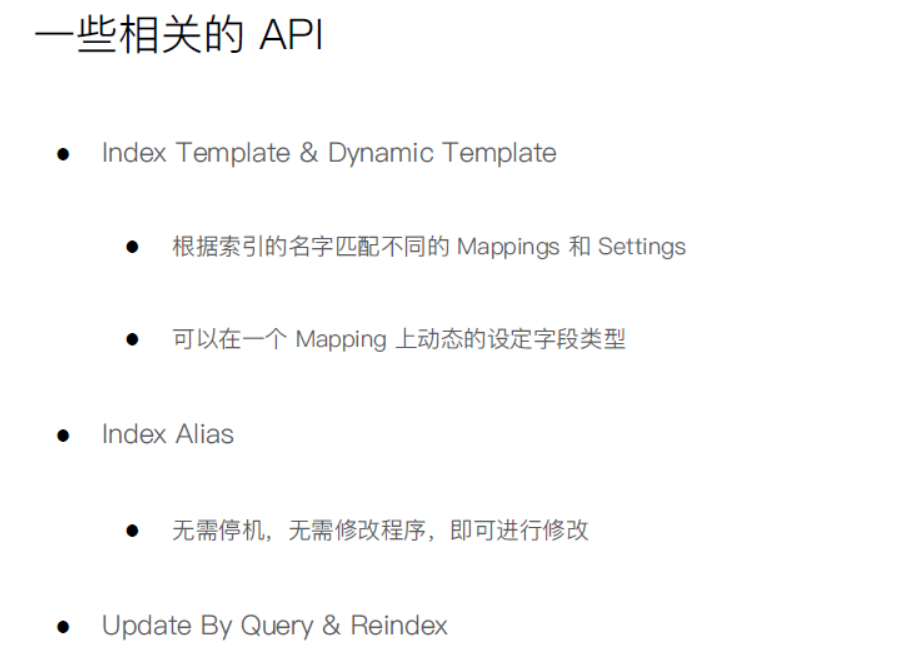 一些相关的 API
● Index Template & Dynamic Template
● 根据索引的名字匹配不同的 Mappings 和 Settings
● 可以在一个 Mapping 上动态的设定字段类型
● Index Alias
● 无需停机，无需修改程序，即可进行修改
● Update By Query & Reindex